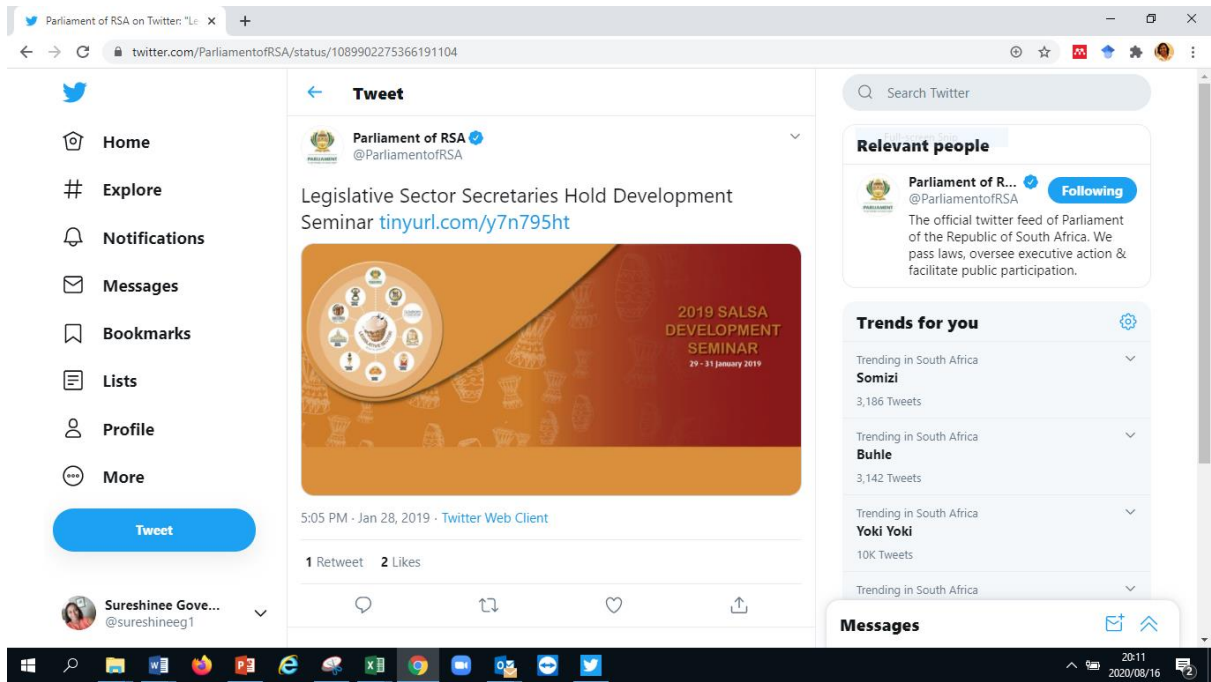 Parliament of RSA on Twitter: "Le
twitter.com/ParliamentofRSA/status/1089902275366191104
Home
Explore
Notifications
Messages
Bookmarks
Lists
Profile
More
Tweet
Sureshinee Gove...
@sureshineeg1
Tweet
Parliament of RSA
@ParliamentofRSA
Legislative Sector Secretaries Hold Development
Seminar tinyurl.com/y7n795ht
2019 SALSA
DEVELOPMENT
SEMINAR
29 - 31 January 2019
5:05 PM · Jan 28, 2019 · Twitter Web Client
1 Retweet 2 Likes
Search Twitter
Full-screen Snip
Relevant people
Parliament of R...
@ParliamentofRSA
Following
The official twitter feed of Parliament
of the Republic of South Africa. We
pass laws, oversee executive action &
facilitate public participation.
Trends for you
Trending in South Africa
Somizi
3,186 Tweets
Trending in South Africa
Buhle
3,142 Tweets
Trending in South Africa
Yoki Yoki
10K Tweets
Trending in South Africa
Messages
20:11
2020/08/16
2